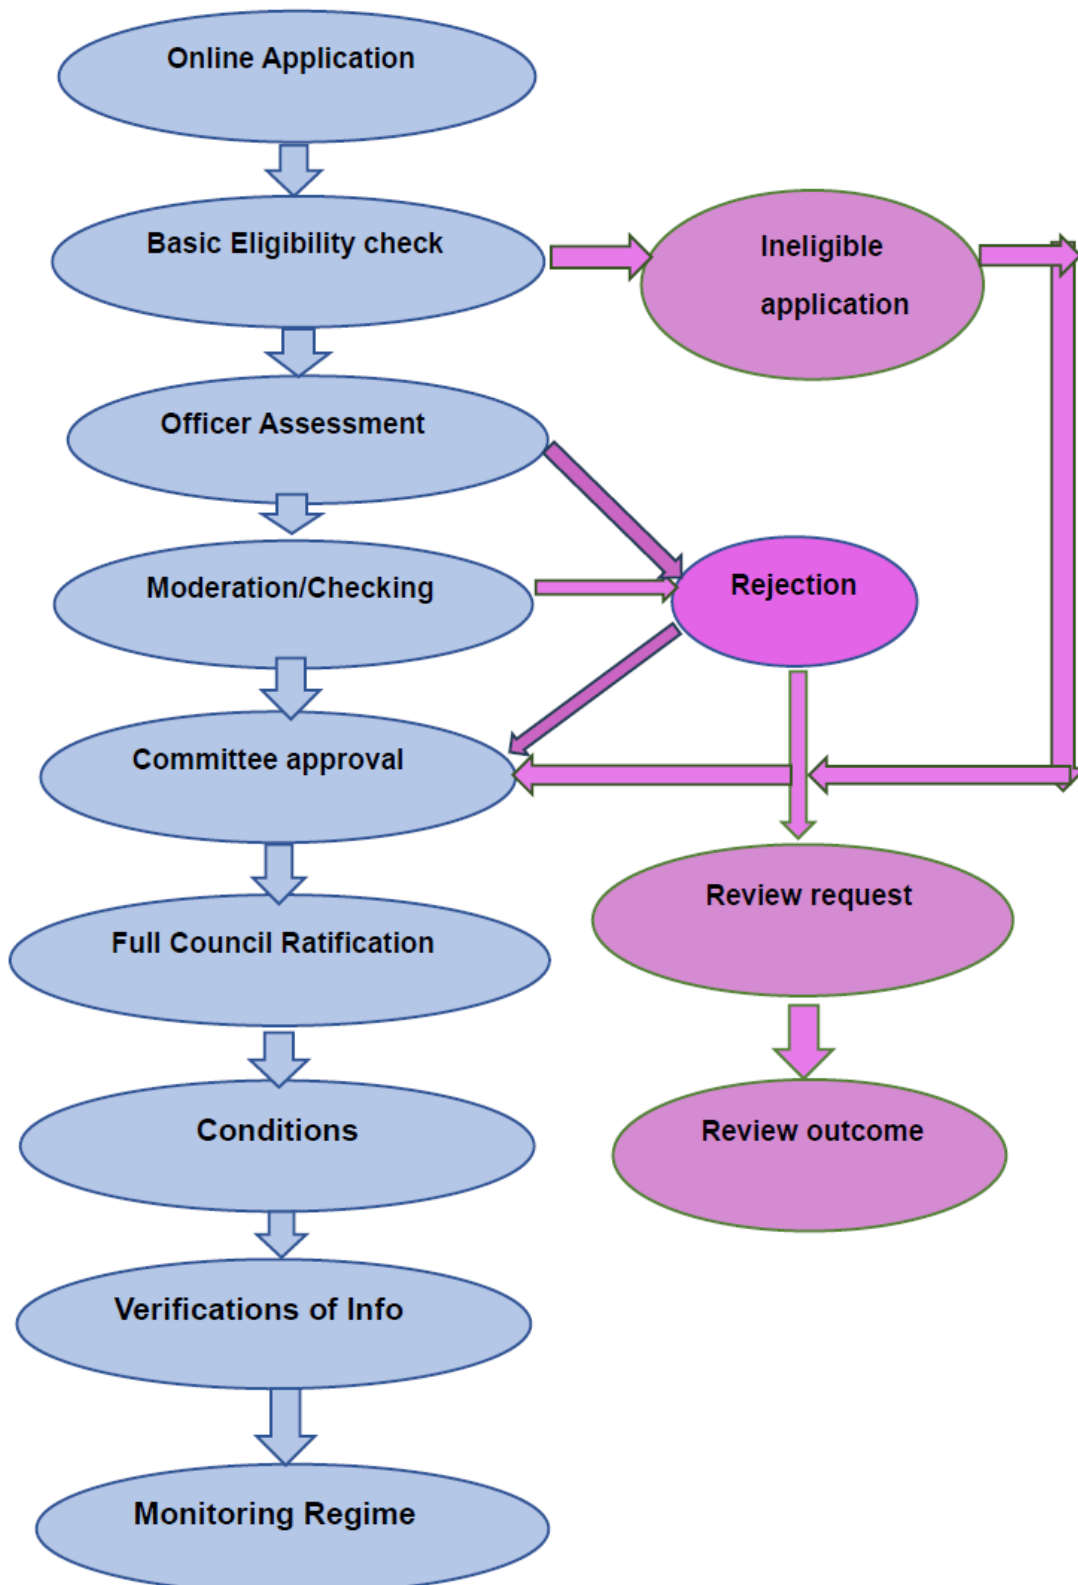 Online Application
Basic Eligibility check
Ineligible
application
Officer Assessment
Moderation/Checking
Rejection
Committee approval
Review request
Full Council Ratification
Conditions
Review outcome
Verifications of Info
Monitoring Regime